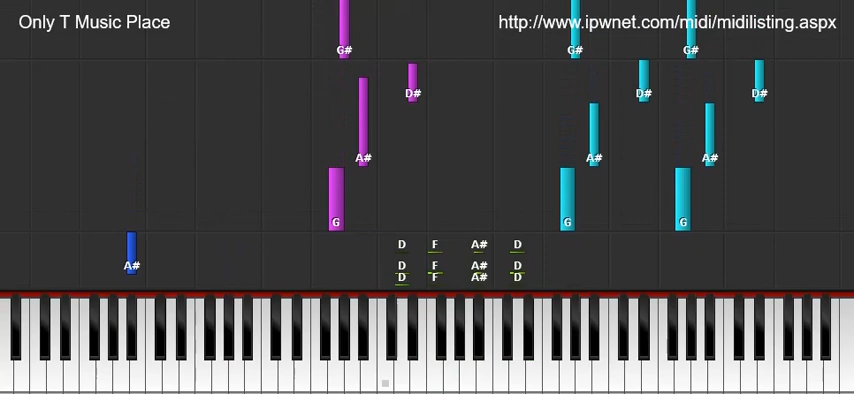 Only T Music Place
http://www.ipwnet.com/midi/midilisting.aspx
G# G# G#
D# D# D#
A# A# A#
G G G
D F A# D
A# D F A# D
D F A# D